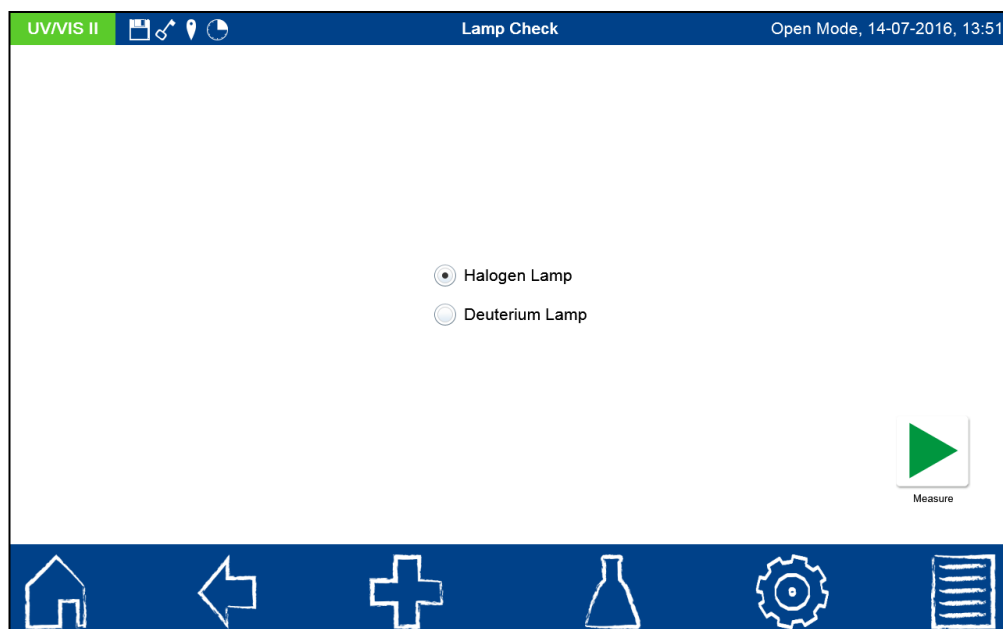 UV/VIS II Lamp Check Open Mode, 14-07-2016, 13:51
Halogen Lamp
Deuterium Lamp
Measure